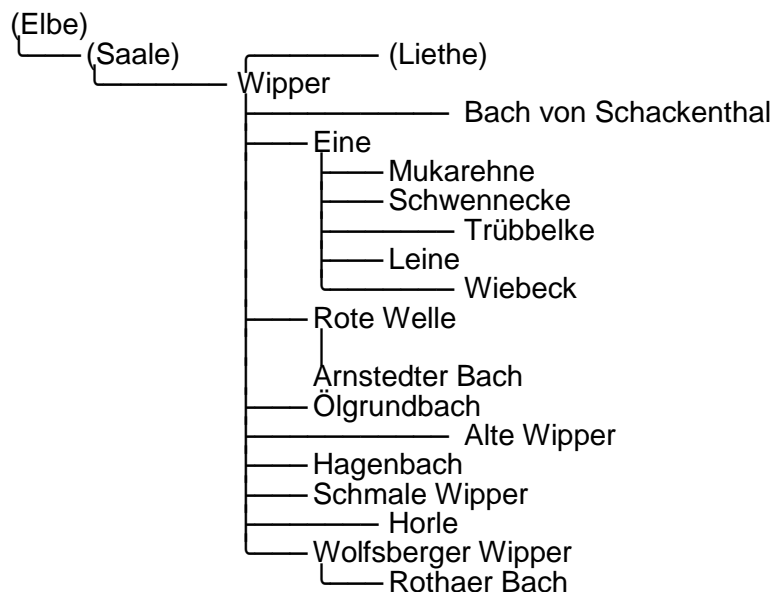 (Elbe)
(Saale)
(Liethe)
Wipper
Bach von Schackenthal
Eine
Mukarehne
Schwennecke
Trübbelke
Leine
Wiebeck
Rote Welle
Arnstedter Bach
Ölgrundbach
Alte Wipper
Hagenbach
Schmale Wipper
Horle
Wolfsberger Wipper
Rothaer Bach